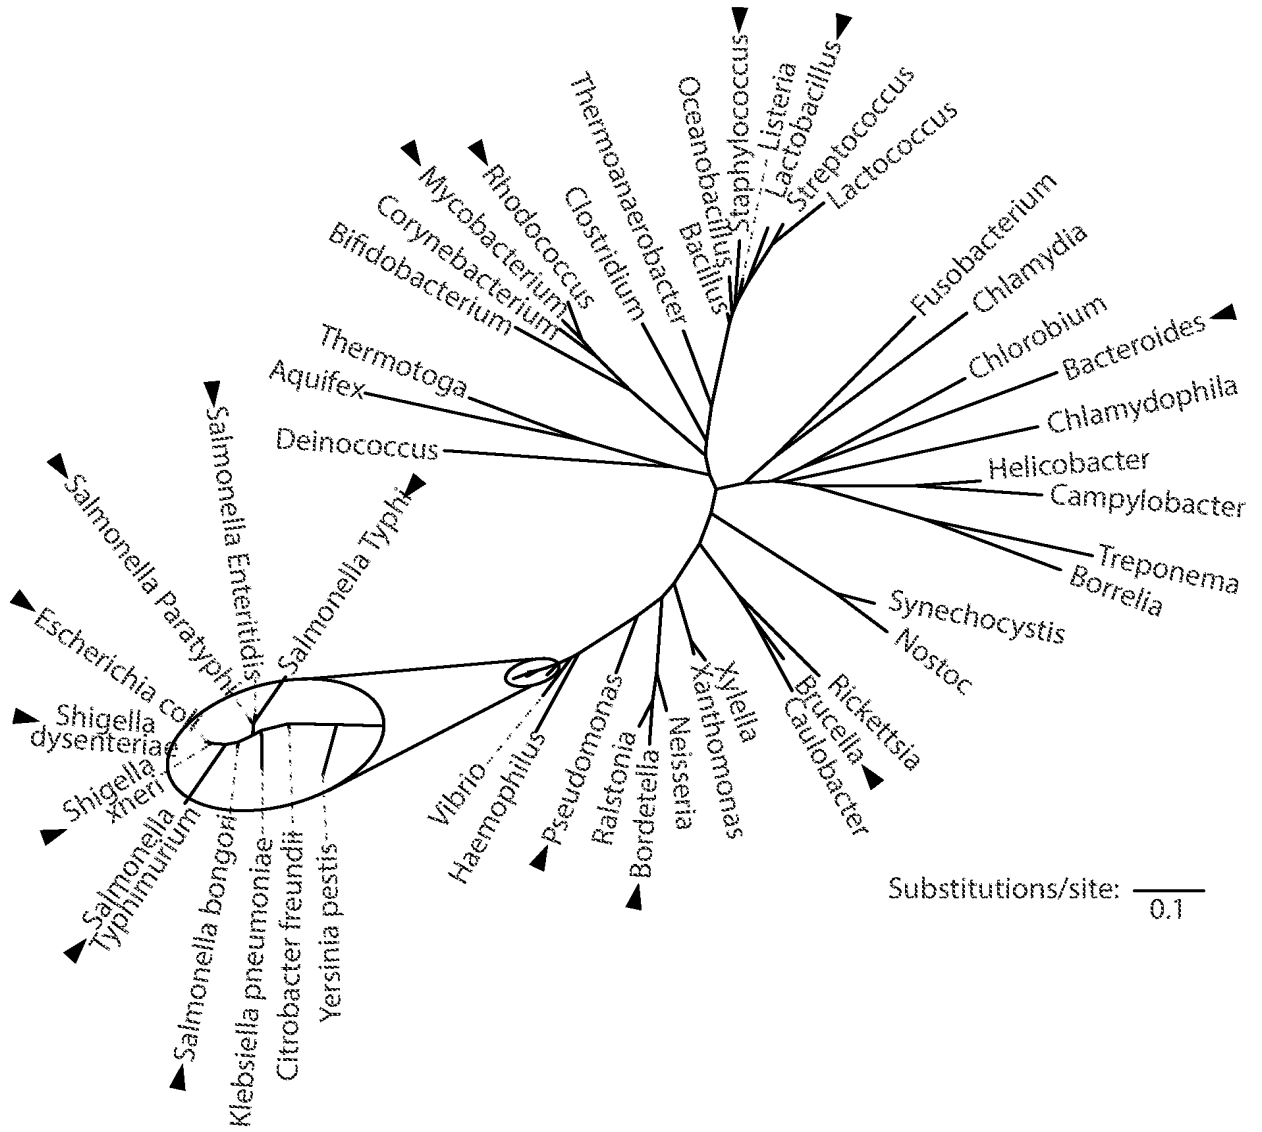 Staphylococcus
Listeria
Lactobacillus
Streptococcus
Lactococcus
Oceanobacillus
Bacillus
Thermoanaerobacter
Clostridium
Rhodococcus
Mycobacterium
Corynebacterium
Bifidobacterium
Thermotoga
Aquifex
Deinococcus
Fusobacterium
Chlamydia
Chlorobium
Bacteroides
Chlamydophila
Helicobacter
Campylobacter
Treponema
Borrelia
Synechocystis
Nostoc
Rickettsia
Brucella
Caulobacter
Xylella
Xanthomonas
Neisseria
Bordetella
Ralstonia
Pseudomonas
Haemophilus
Vibrio
Salmonella Typhi
Salmonella Enteritidis
Salmonella Paratyphi
Escherichia coli
Shigella
dysenteriae
Shigella
xneri
Salmonella
Typhimurium
Salmonella bongori
Klebsiella pneumoniae
Citrobacter freundii
Yersinia pestis
Substitutions/site:
0.1